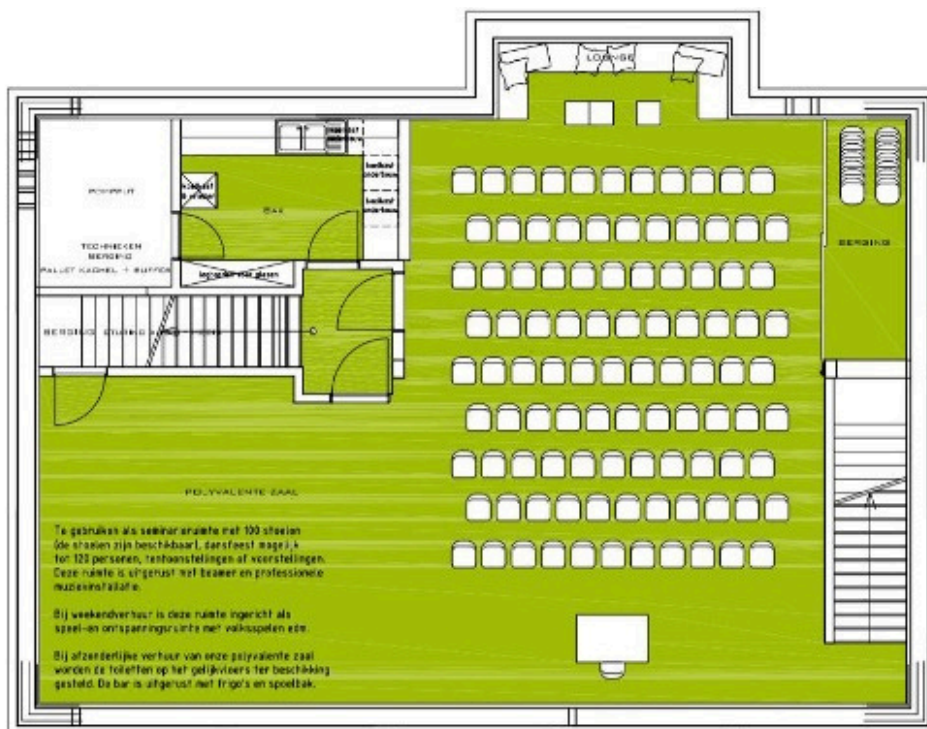 LOUNGE
BAR
TECHNIEKEN
BERGING
PALLET KACHEL + BUFFER
BERGING
BERGING
POLYVALENTE ZAAL
Te gebruiken als seminarieruimte met 100 stoelen
(de stoelen zijn beschikbaar), dansfeest mogelijk
tot 120 personen, tentoonstellingen of voorstellingen.
Deze ruimte is uitgerust met beamer en professionele
muziekinstallatie.
Bij weekendverhuur is deze ruimte ingericht als
speel-en ontspanningsruimte met volksspelen edm.
Bij afzonderlijke verhuur van onze polyvalente zaal
worden de toiletten op het gelijkvloers ter beschikking
gesteld. De bar is uitgerust met frigo's en spoelbak.